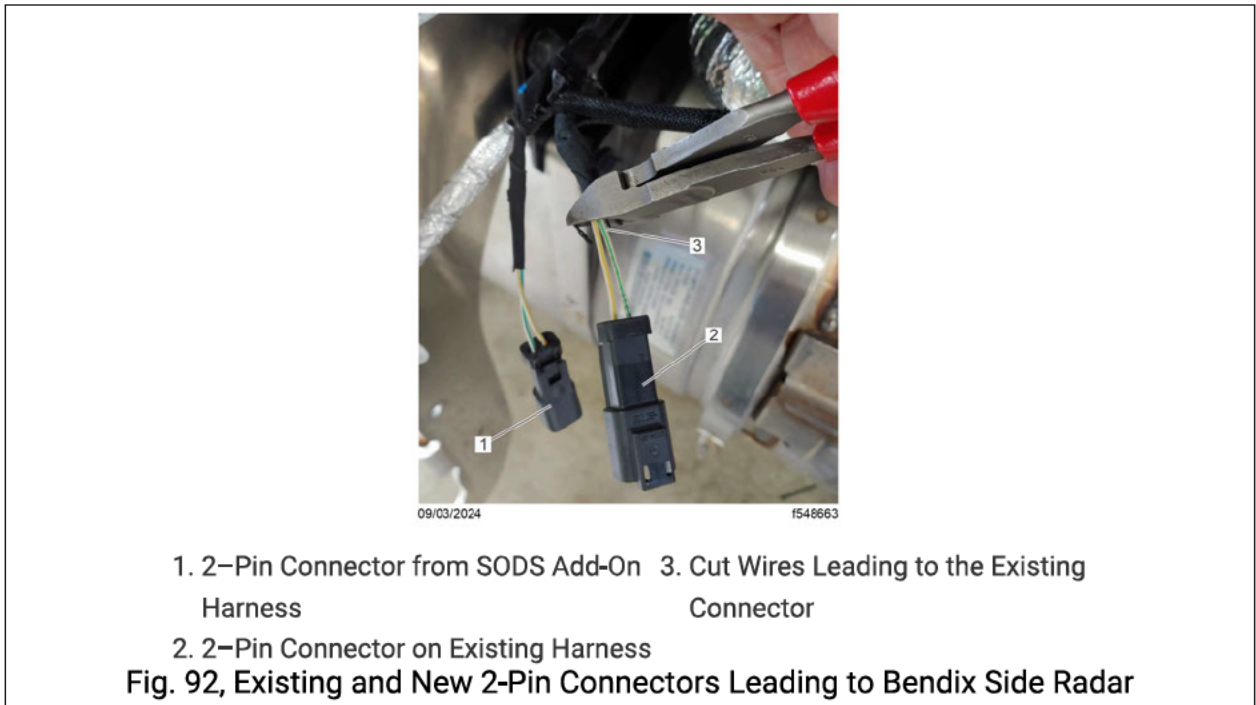 3
2
1
09/03/2024 f548663
1. 2–Pin Connector from SODS Add-On
Harness
2. 2–Pin Connector on Existing Harness
3. Cut Wires Leading to the Existing
Connector
Fig. 92, Existing and New 2-Pin Connectors Leading to Bendix Side Radar